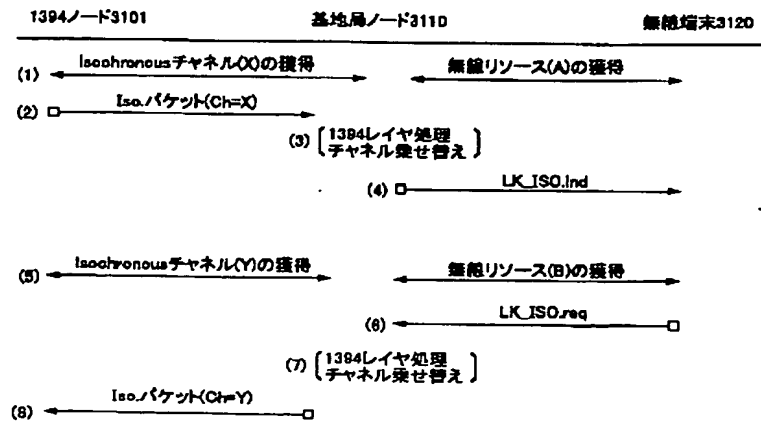 1394ノード3101 基地局ノード3110 無線端末3120
(1) Isochronousチャネル(X)の獲得 無線リソース(A)の獲得
(2) Iso.パケット(Ch=X)
(3) 1394レイヤ処理
チャネル乗せ替え
(4) LK_ISO.ind
(5) Isochronousチャネル(Y)の獲得 無線リソース(B)の獲得
(6) LK_ISO.req
(7) 1394レイヤ処理
チャネル乗せ替え
(8) Iso.パケット(Ch=Y)